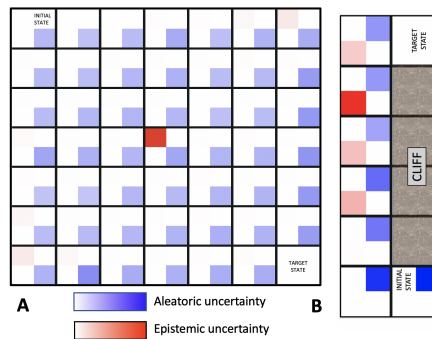 INITIAL
STATE
TARGET
STATE
CLIFF
TARGET
STATE
INITIAL
STATE
A
Aleatoric uncertainty
B
Epistemic uncertainty